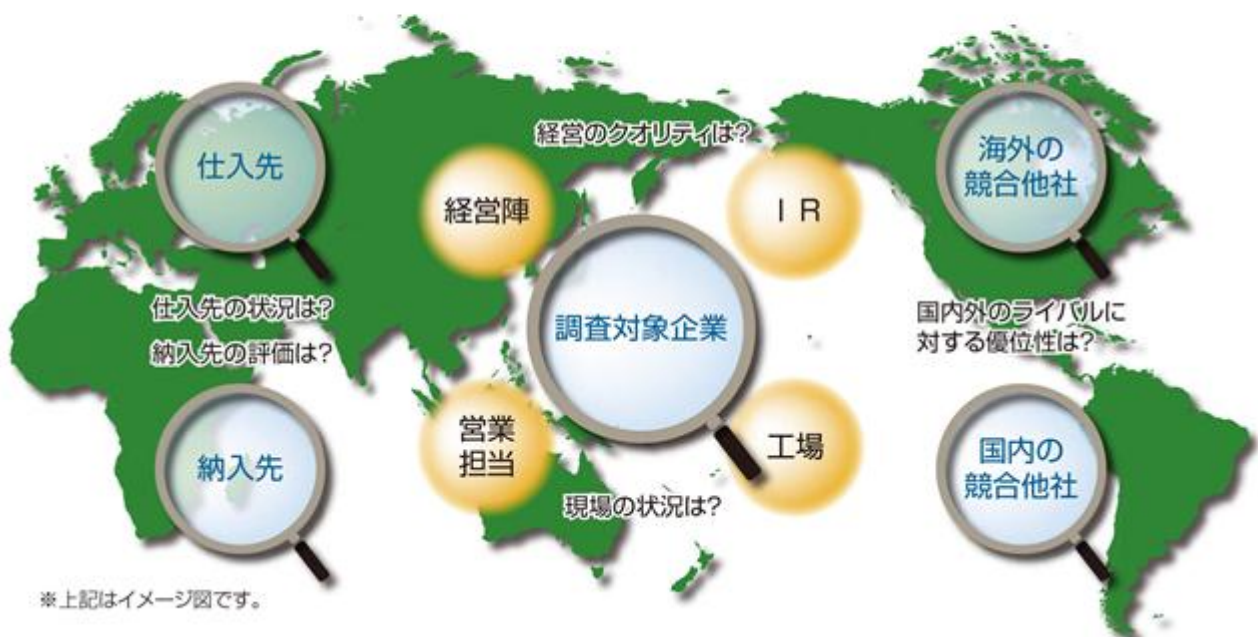 経営のクオリティは?
仕入先
経営陣
ＩＲ
海外の
競合他社
調査対象企業
仕入先の状況は?
納入先の評価は?
国内外のライバルに
対する優位性は?
納入先
営業
担当
工場
国内の
競合他社
現場の状況は?
※上記はイメージ図です。